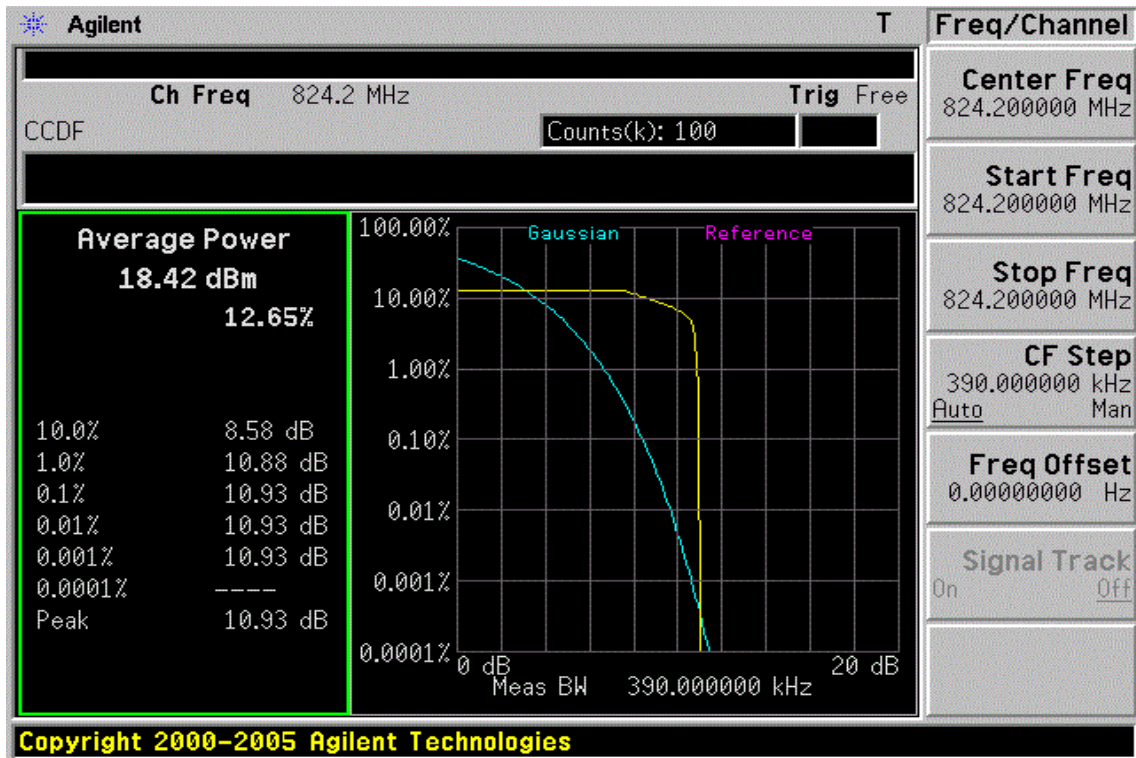 Agilent T Freq/Channel
Ch Freq 824.2 MHz Trig Free
CCDF Counts(k): 100
Center Freq
824.200000 MHz
Start Freq
824.200000 MHz
Stop Freq
824.200000 MHz
CF Step
390.000000 kHz
Auto Man
Freq Offset
0.00000000 Hz
Signal Track
On Off
Average Power
18.42 dBm
12.65%
10.0% 8.58 dB
1.0% 10.88 dB
0.1% 10.93 dB
0.01% 10.93 dB
0.001% 10.93 dB
0.0001% ----
Peak 10.93 dB
Gaussian Reference
100.00%
10.00%
1.00%
0.10%
0.01%
0.001%
0.0001%
0 dB 20 dB
Meas BW 390.000000 kHz
Copyright 2000-2005 Agilent Technologies